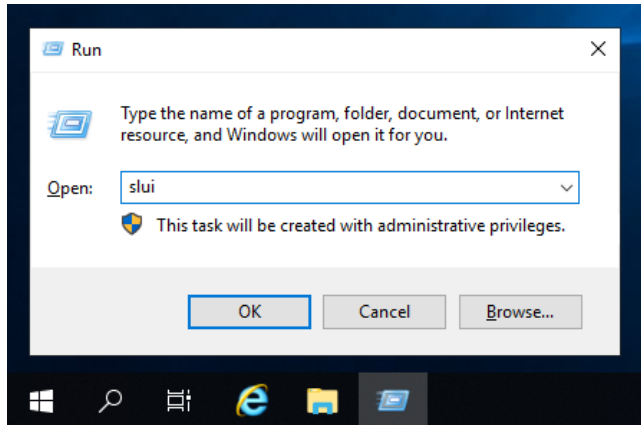 Run
Type the name of a program, folder, document, or Internet
resource, and Windows will open it for you.
Open: slui
This task will be created with administrative privileges.
OK Cancel Browse...